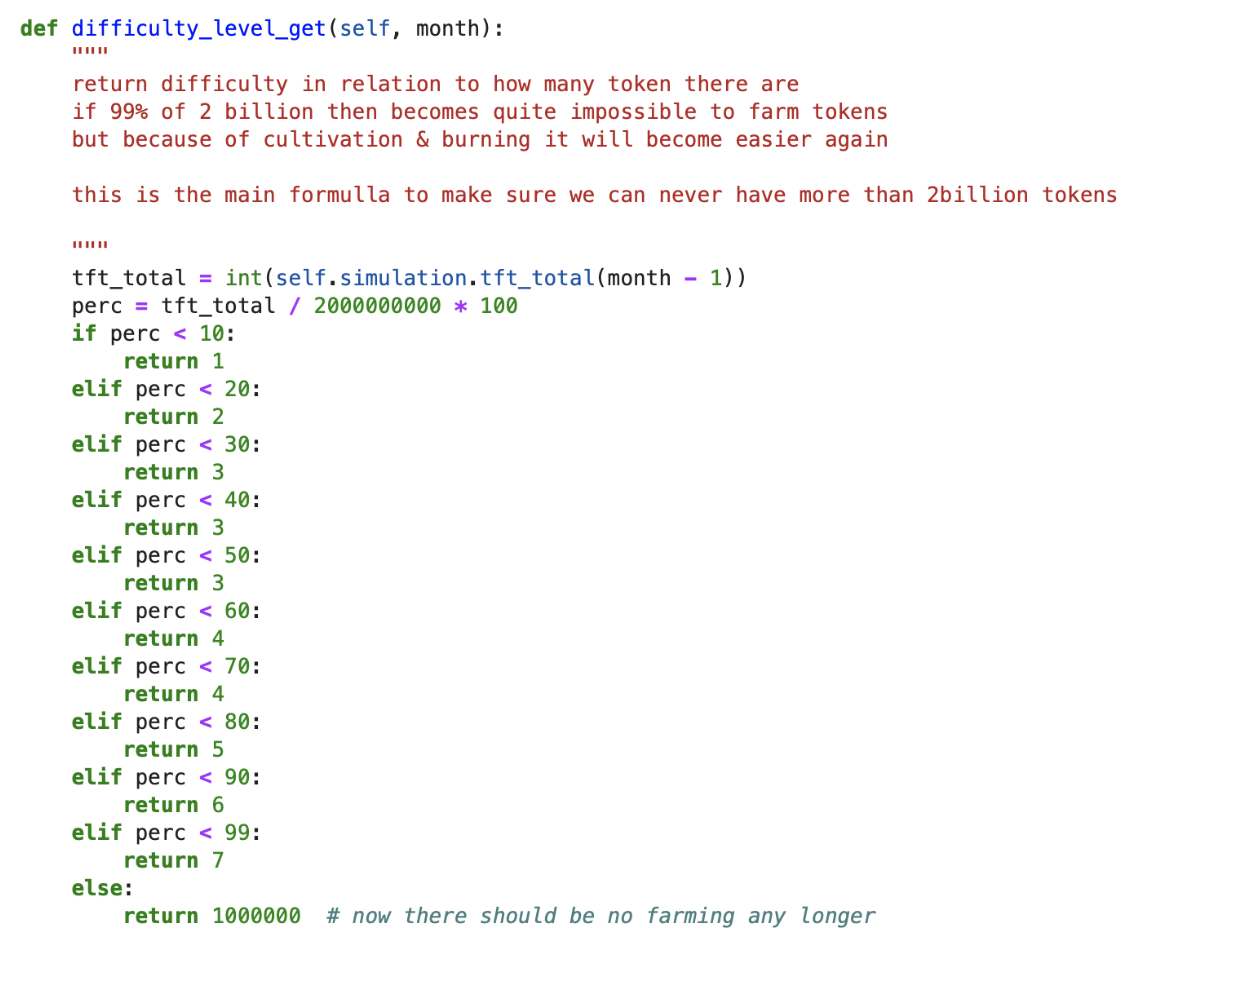 def difficulty_level_get(self, month):
    """
    return difficulty in relation to how many token there are
    if 99% of 2 billion then becomes quite impossible to farm tokens
    but because of cultivation & burning it will become easier again

    this is the main formulla to make sure we can never have more than 2billion tokens

    """
    tft_total = int(self.simulation.tft_total(month - 1))
    perc = tft_total / 2000000000 * 100
    if perc < 10:
        return 1
    elif perc < 20:
        return 2
    elif perc < 30:
        return 3
    elif perc < 40:
        return 3
    elif perc < 50:
        return 3
    elif perc < 60:
        return 4
    elif perc < 70:
        return 4
    elif perc < 80:
        return 5
    elif perc < 90:
        return 6
    elif perc < 99:
        return 7
    else:
        return 1000000  # now there should be no farming any longer